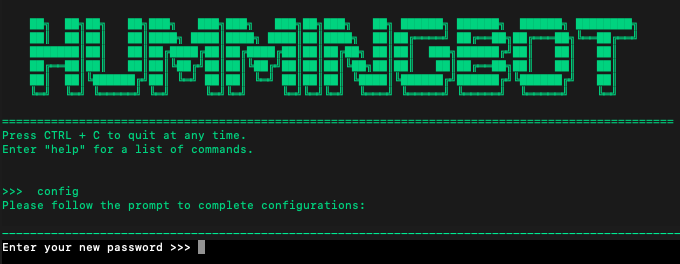 HUMMINGBOT
===============================================================================================
Press CTRL + C to quit at any time.
Enter "help" for a list of commands.
>>>  config
Please follow the prompt to complete configurations:
Enter your new password >>>